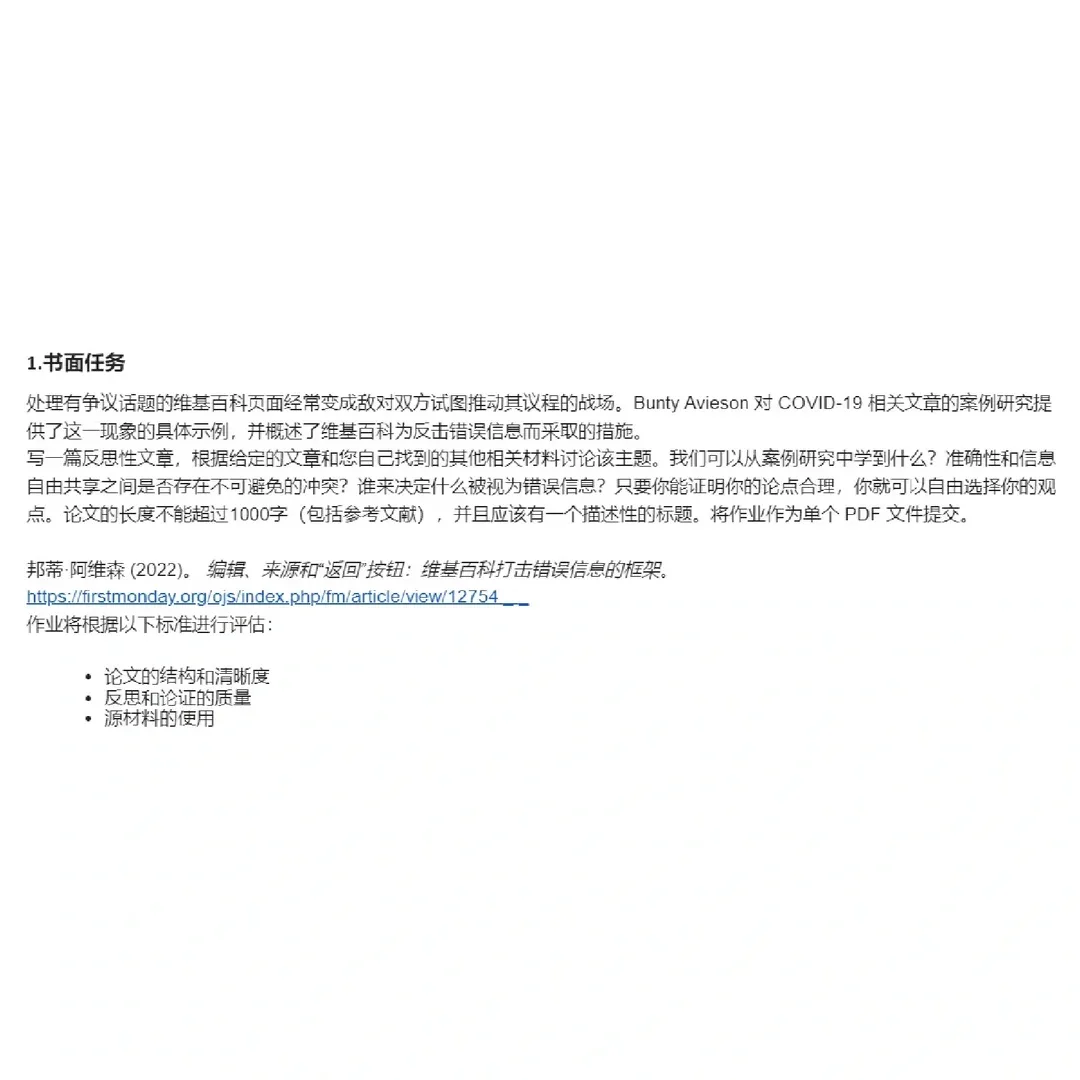 1.书面任务
处理有争议话题的维基百科页面经常变成敌对双方试图推动其议程的战场。Bunty Avieson 对 COVID-19 相关文章的案例研究提
供了这一现象的具体示例，并概述了维基百科为反击错误信息而采取的措施。
写一篇反思性文章，根据给定的文章和您自己找到的其他相关材料讨论该主题。我们可以从案例研究中学到什么？准确性和信息
自由共享之间是否存在不可避免的冲突？谁来决定什么被视为错误信息？只要你能证明你的论点合理，你就可以自由选择你的观
点。论文的长度不能超过1000字（包括参考文献），并且应该有一个描述性的标题。将作业作为单个 PDF 文件提交。
邦蒂·阿维森 (2022)。 编辑、来源和“返回”按钮：维基百科打击错误信息的框架。
https://firstmonday.org/ojs/index.php/fm/article/view/12754 _ _
作业将根据以下标准进行评估：
• 论文的结构和清晰度
• 反思和论证的质量
• 源材料的使用